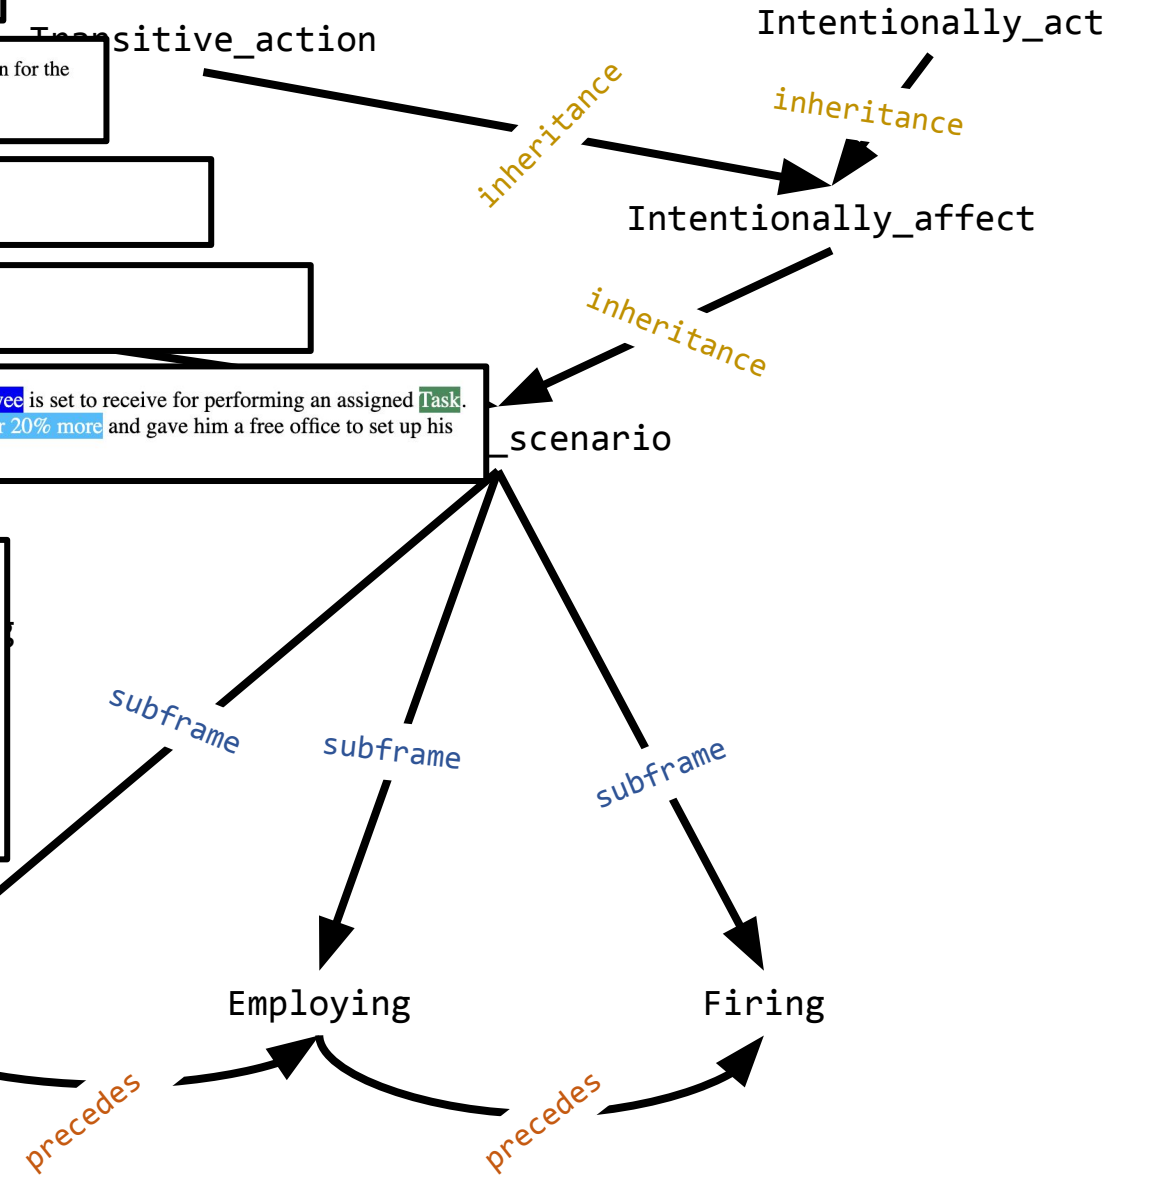 Intentionally_act
Transitive_action
n for the
inheritance
inheritance
Intentionally_affect
inheritance
yee is set to receive for performing an assigned Task.
r 20% more and gave him a free office to set up his
_scenario
subframe
subframe
subframe
Employing
Firing
precedes
precedes